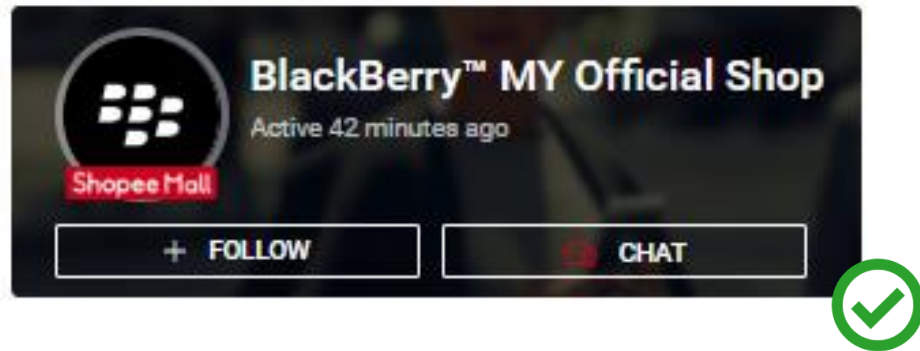 BlackBerry™ MY Official Shop
Active 42 minutes ago
Shopee Mall
+ FOLLOW
CHAT